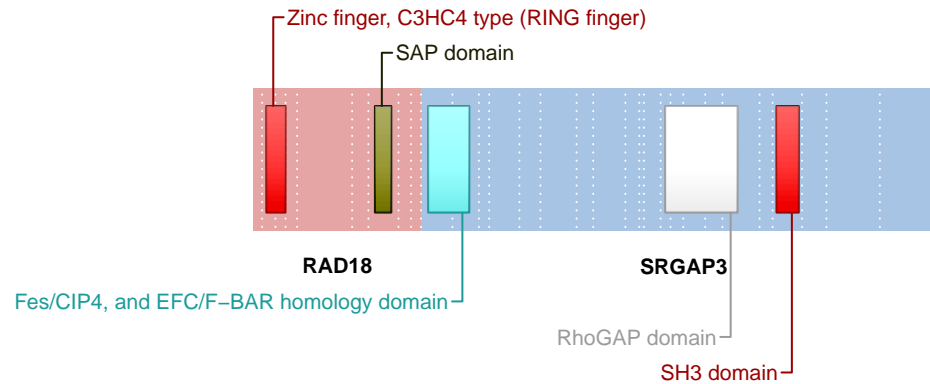 Zinc finger, C3HC4 type (RING finger)
SAP domain
RAD18
SRGAP3
Fes/CIP4, and EFC/F−BAR homology domain
RhoGAP domain
SH3 domain